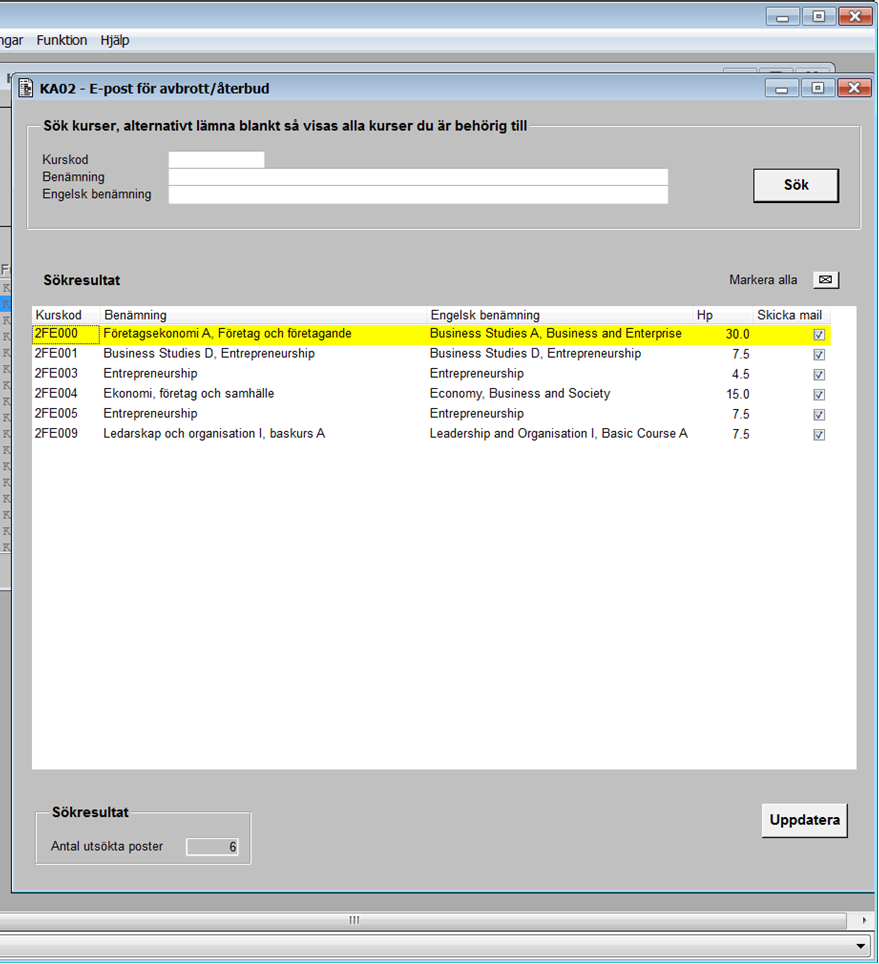 ngar Funktion Hjälp
KA02 - E-post för avbrott/återbud
Sök kurser, alternativt lämna blankt så visas alla kurser du är behörig till
Kurskod
Benämning
Engelsk benämning
Sök
Sökresultat Markera alla
Kurskod Benämning Engelsk benämning Hp Skicka mail
2FE000 Företagsekonomi A, Företag och företagande Business Studies A, Business and Enterprise 30.0
2FE001 Business Studies D, Entrepreneurship Business Studies D, Entrepreneurship 7.5
2FE003 Entrepreneurship Entrepreneurship 4.5
2FE004 Ekonomi, företag och samhälle Economy, Business and Society 15.0
2FE005 Entrepreneurship Entrepreneurship 7.5
2FE009 Ledarskap och organisation I, baskurs A Leadership and Organisation I, Basic Course A 7.5
Sökresultat
Antal utsökta poster 6
Uppdatera